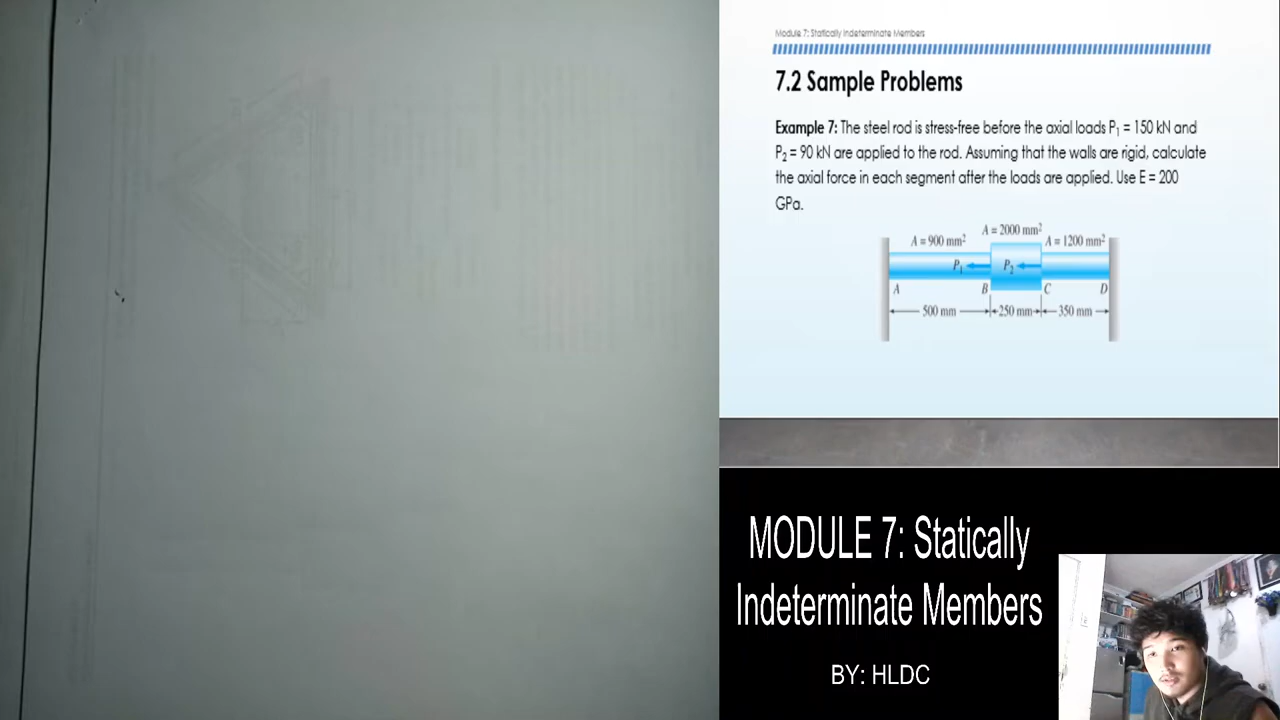 Module 7: Statically Indeterminate Members
7.2 Sample Problems
Example 7: The steel rod is stress-free before the axial loads P₁ = 150 kN and
P₂ = 90 kN are applied to the rod. Assuming that the walls are rigid, calculate
the axial force in each segment after the loads are applied. Use E = 200
GPa.
A = 900 mm² A = 2000 mm² A = 1200 mm²
P₁ P₂
A B C D
500 mm 250 mm 350 mm
MODULE 7: Statically
Indeterminate Members
BY: HLDC